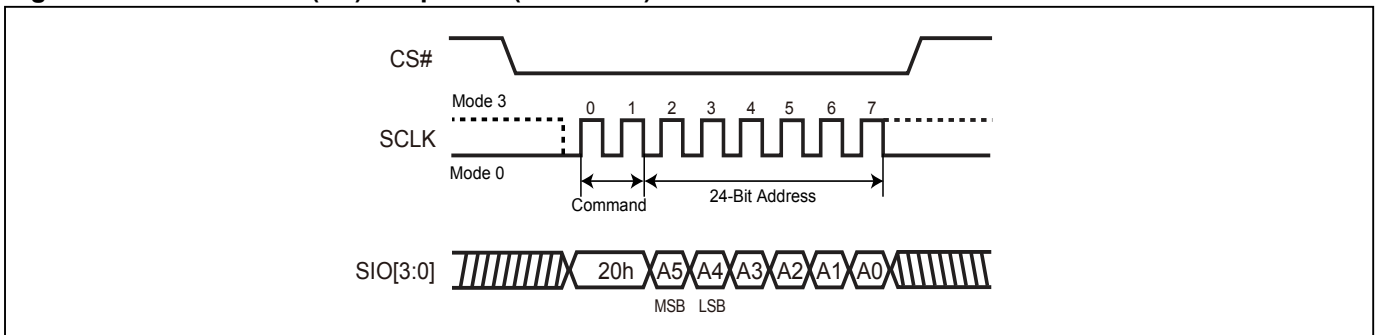 CS#
Mode 3
0 1 2 3 4 5 6 7
SCLK
Mode 0
Command
24-Bit Address
SIO[3:0]
20h A5 A4 A3 A2 A1 A0
MSB LSB